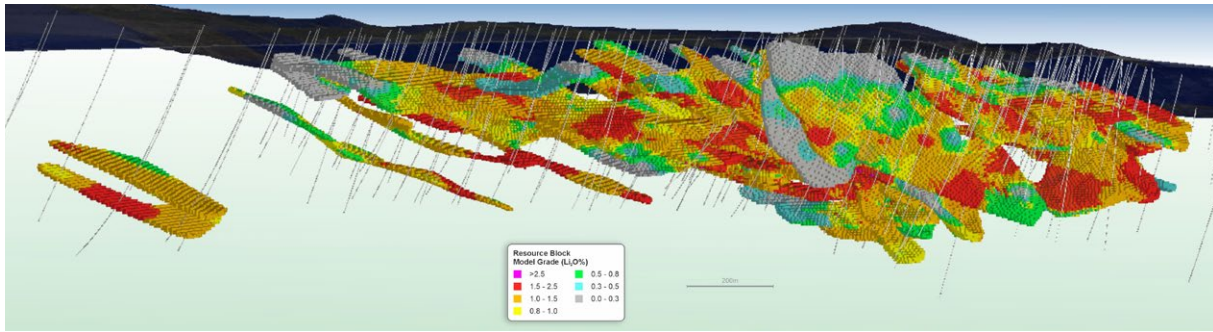 Resource Block
Model Grade (Li₂O%)
>2.5
1.5 - 2.5
1.0 - 1.5
0.8 - 1.0
0.5 - 0.8
0.3 - 0.5
0.0 - 0.3
200m